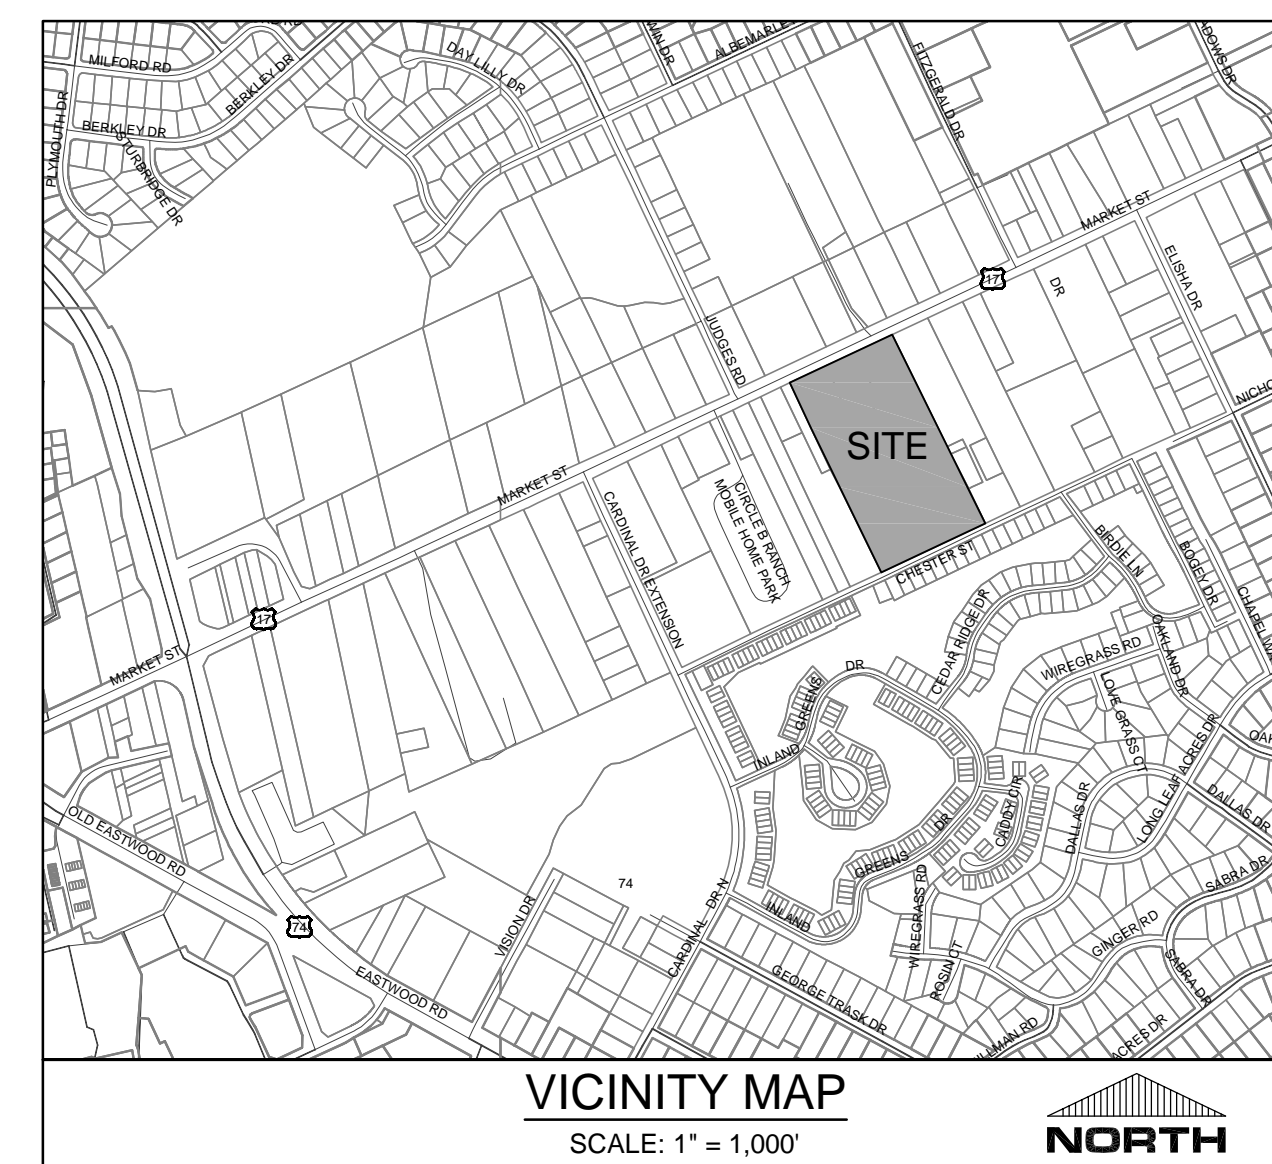 MILFORD RD
BERKLEY DR
DAY LILLY DR
ALBEMARLE
FITZGERALD DR
PLYMOUTH DR
BERKLEY DR
STURBRIDGE DR
MARKET ST
ELISHA DR
DR
17
JUDGES RD
SITE
MARKET ST
CIRCLE B RANCH
MOBILE HOME PARK
CARDINAL DR EXTENSION
CHESTER ST
BIRDIE LN
BOGEY DR
17
MARKET ST
CEDAR RIDGE DR
WIREGRASS RD
OAKLAND DR
LOVE GRASS CT
INLAND
GREENS
DR
LONG LEAF ACRES DR
DALLAS DR
DALLAS DR
CADDY CIR
OLD EASTWOOD RD
74
74
GREENS
DR
INLAND
WIREGRASS RD
SABRA DR
GINGER RD
SABRA DR
VISION DR
CARDINAL DR N
ROSIN CT
EASTWOOD RD
GEORGE TRASK DR
ACRES DR
VICINITY MAP
SCALE: 1" = 1,000'
NORTH